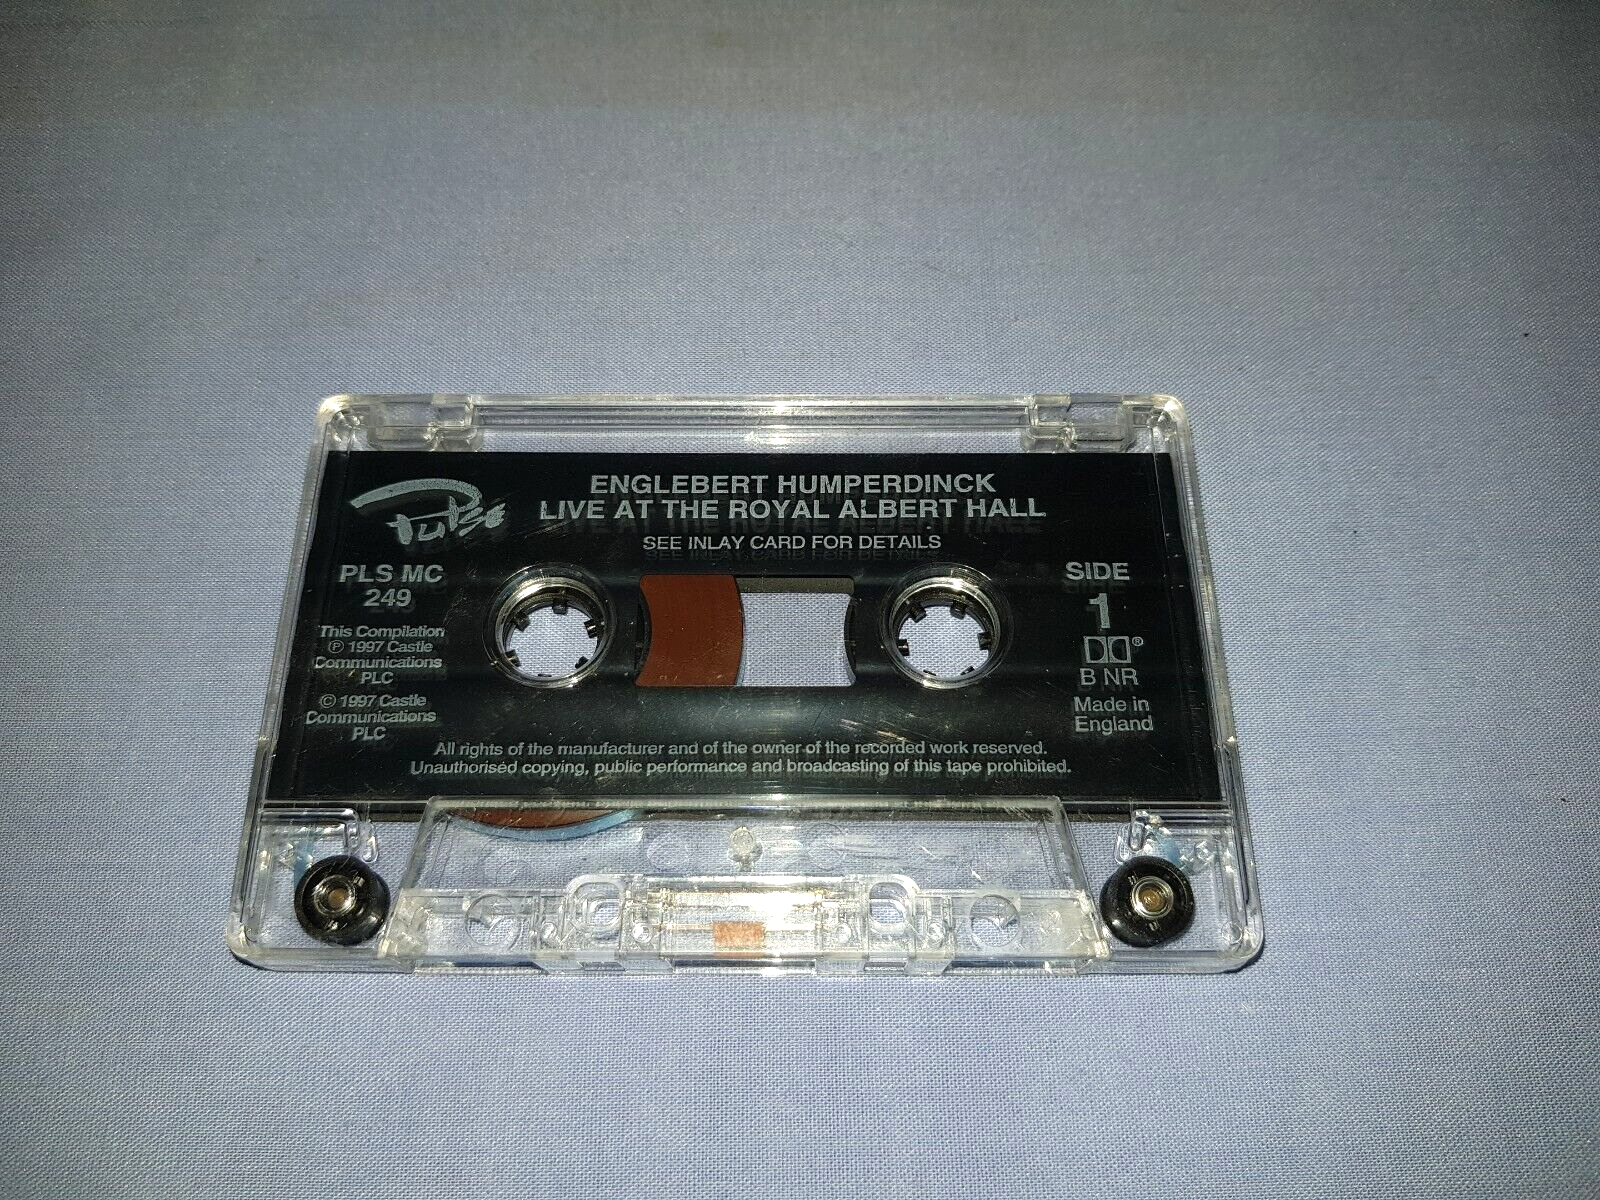 Pulse
ENGLEBERT HUMPERDINCK
LIVE AT THE ROYAL ALBERT HALL
SEE INLAY CARD FOR DETAILS
PLS MC
249
This Compilation
℗ 1997 Castle
Communications
PLC
© 1997 Castle
Communications
PLC
SIDE
1
®
B NR
Made in
England
All rights of the manufacturer and of the owner of the recorded work reserved.
Unauthorised copying, public performance and broadcasting of this tape prohibited.